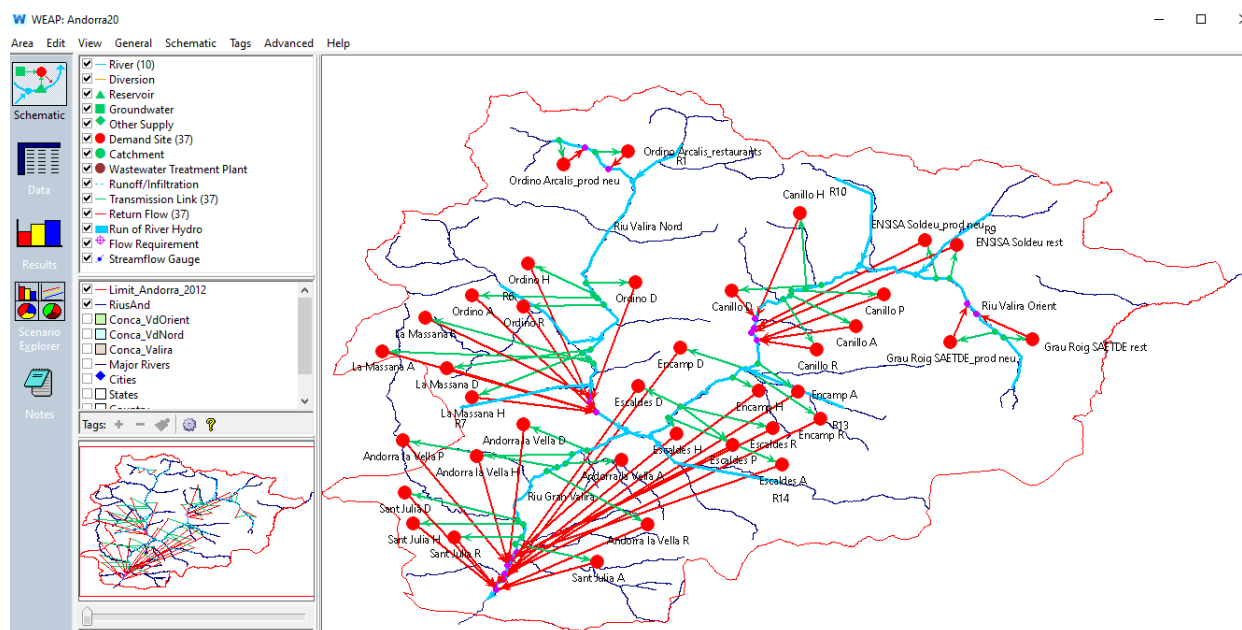 WEAP: Andorra20
Area Edit View General Schematic Tags Advanced Help
Schematic
Data
Results
Scenario
Explorer
Notes
River (10)
Diversion
Reservoir
Groundwater
Other Supply
Demand Site (37)
Catchment
Wastewater Treatment Plant
Runoff/Infiltration
Transmission Link (37)
Return Flow (37)
Run of River Hydro
Flow Requirement
Streamflow Gauge
Limit_Andorra_2012
RiusAnd
Conca_VdOrient
Conca_VdNord
Conca_Valira
Major Rivers
Cities
States
Tags:
Ordino Arcalis_restaurants
R1
Ordino Arcalis_prod neu
R10
Canillo H
Riu Valira Nord
ENSISA Soldeu_prod neu
R9
ENSISA Soldeu rest
Ordino H
Ordino D
R6
Ordino A
Ordino R
Canillo D
Canillo P
Riu Valira Orient
La Massana R
Canillo A
Grau Roig SAETDE_prod neu
Grau Roig SAETDE rest
Canillo R
La Massana A
La Massana D
Encamp D
Escaldes D
Encamp H
Encamp A
La Massana H
R7
Encamp R
R13
Andorra la Vella D
Escaldes H
Escaldes R
Escaldes P
Andorra la Vella P
Andorra la Vella H
Andorra la Vella A
Escaldes A
R14
Riu Gran Valira
Sant Julia D
Sant Julia H
Sant Julia R
Andorra la Vella R
Sant Julia A